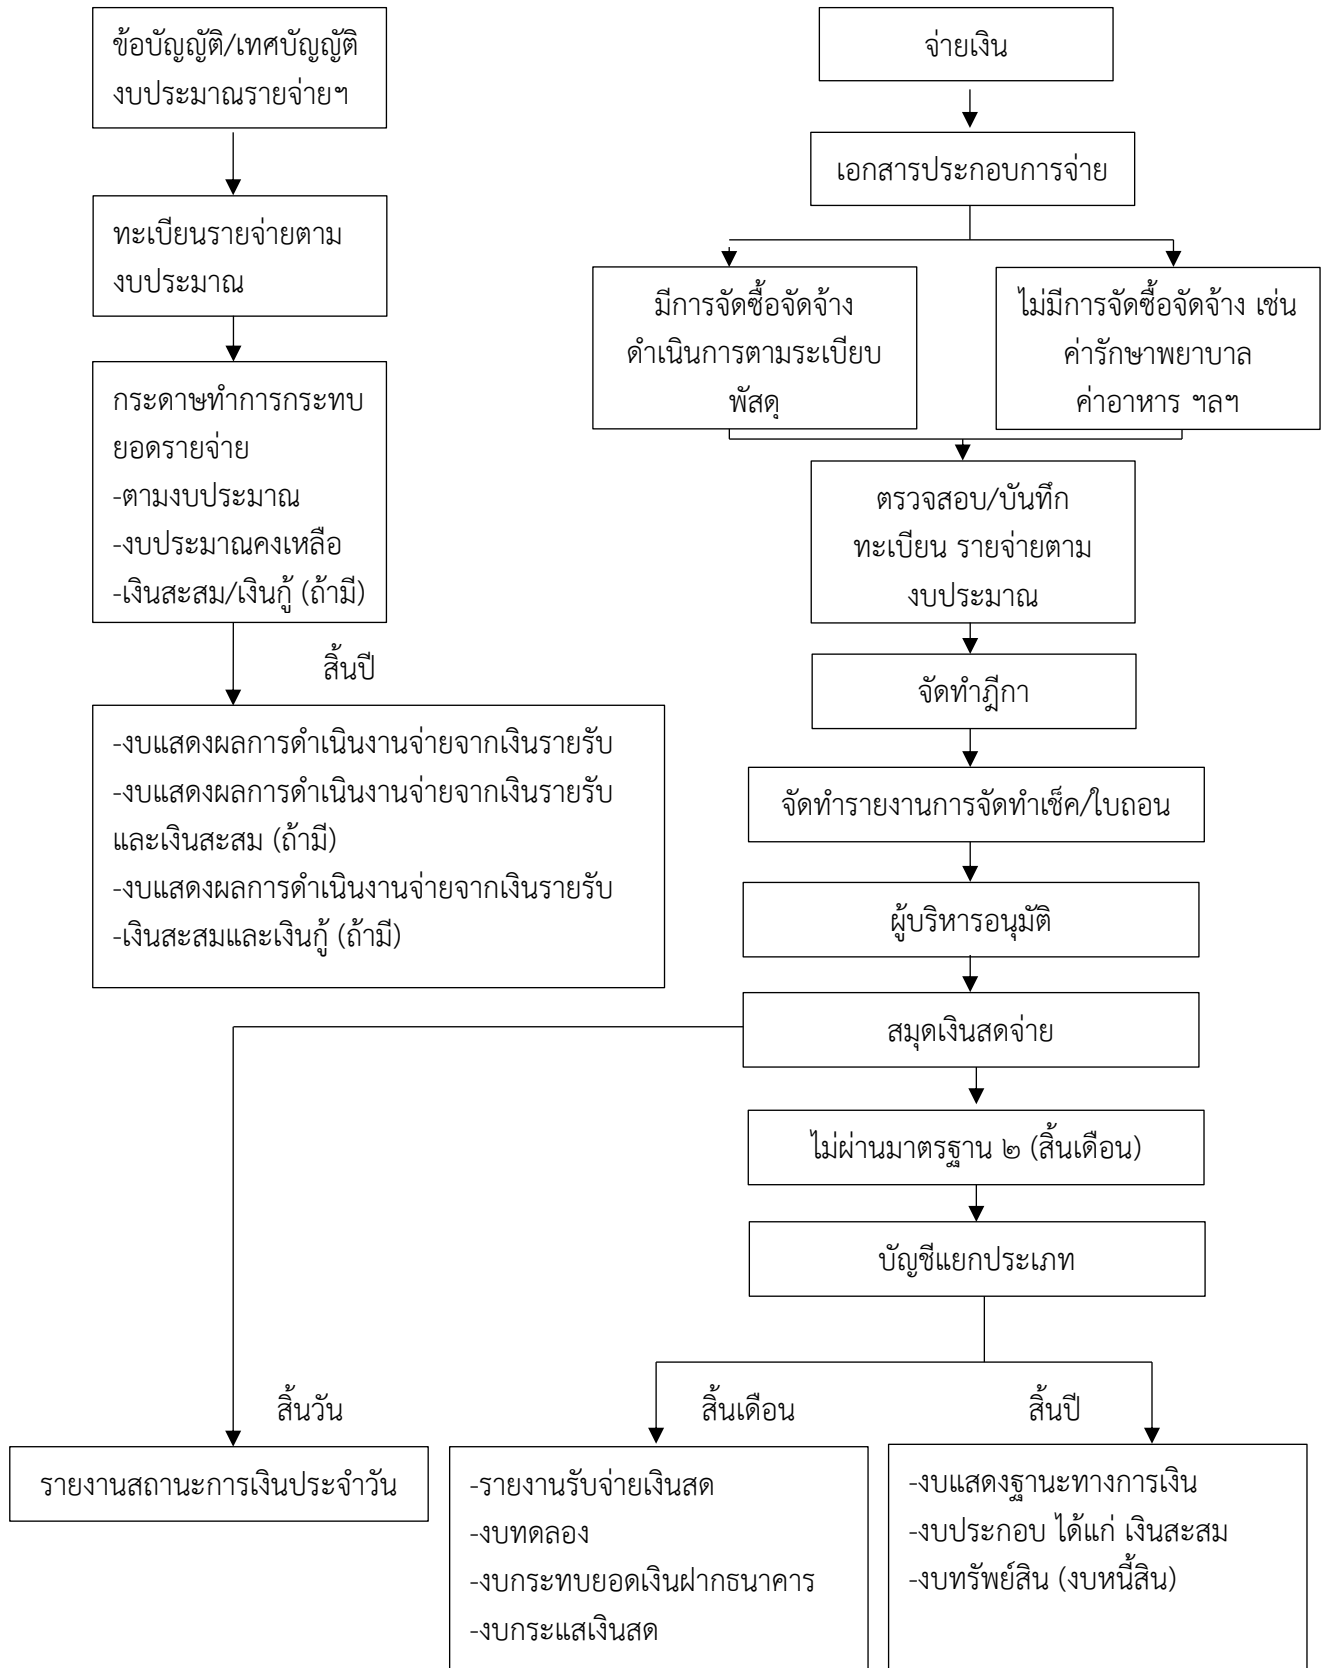 ข้อบัญญัติ/เทศบัญญัติ
งบประมาณรายจ่ายฯ
ทะเบียนรายจ่ายตาม
งบประมาณ
กระดาษทำการกระทบ
ยอดรายจ่าย
-ตามงบประมาณ
-งบประมาณคงเหลือ
-เงินสะสม/เงินกู้ (ถ้ามี)
สิ้นปี
-งบแสดงผลการดำเนินงานจ่ายจากเงินรายรับ
-งบแสดงผลการดำเนินงานจ่ายจากเงินรายรับ
และเงินสะสม (ถ้ามี)
-งบแสดงผลการดำเนินงานจ่ายจากเงินรายรับ
-เงินสะสมและเงินกู้ (ถ้ามี)
จ่ายเงิน
เอกสารประกอบการจ่าย
มีการจัดซื้อจัดจ้าง
ดำเนินการตามระเบียบ
พัสดุ
ไม่มีการจัดซื้อจัดจ้าง เช่น
ค่ารักษาพยาบาล
ค่าอาหาร ฯลฯ
ตรวจสอบ/บันทึก
ทะเบียน รายจ่ายตาม
งบประมาณ
จัดทำฎีกา
จัดทำรายงานการจัดทำเช็ค/ใบถอน
ผู้บริหารอนุมัติ
สมุดเงินสดจ่าย
ไม่ผ่านมาตรฐาน ๒ (สิ้นเดือน)
บัญชีแยกประเภท
สิ้นวัน
รายงานสถานะการเงินประจำวัน
สิ้นเดือน
-รายงานรับจ่ายเงินสด
-งบทดลอง
-งบกระทบยอดเงินฝากธนาคาร
-งบกระแสเงินสด
สิ้นปี
-งบแสดงฐานะทางการเงิน
-งบประกอบ ได้แก่ เงินสะสม
-งบทรัพย์สิน (งบหนี้สิน)